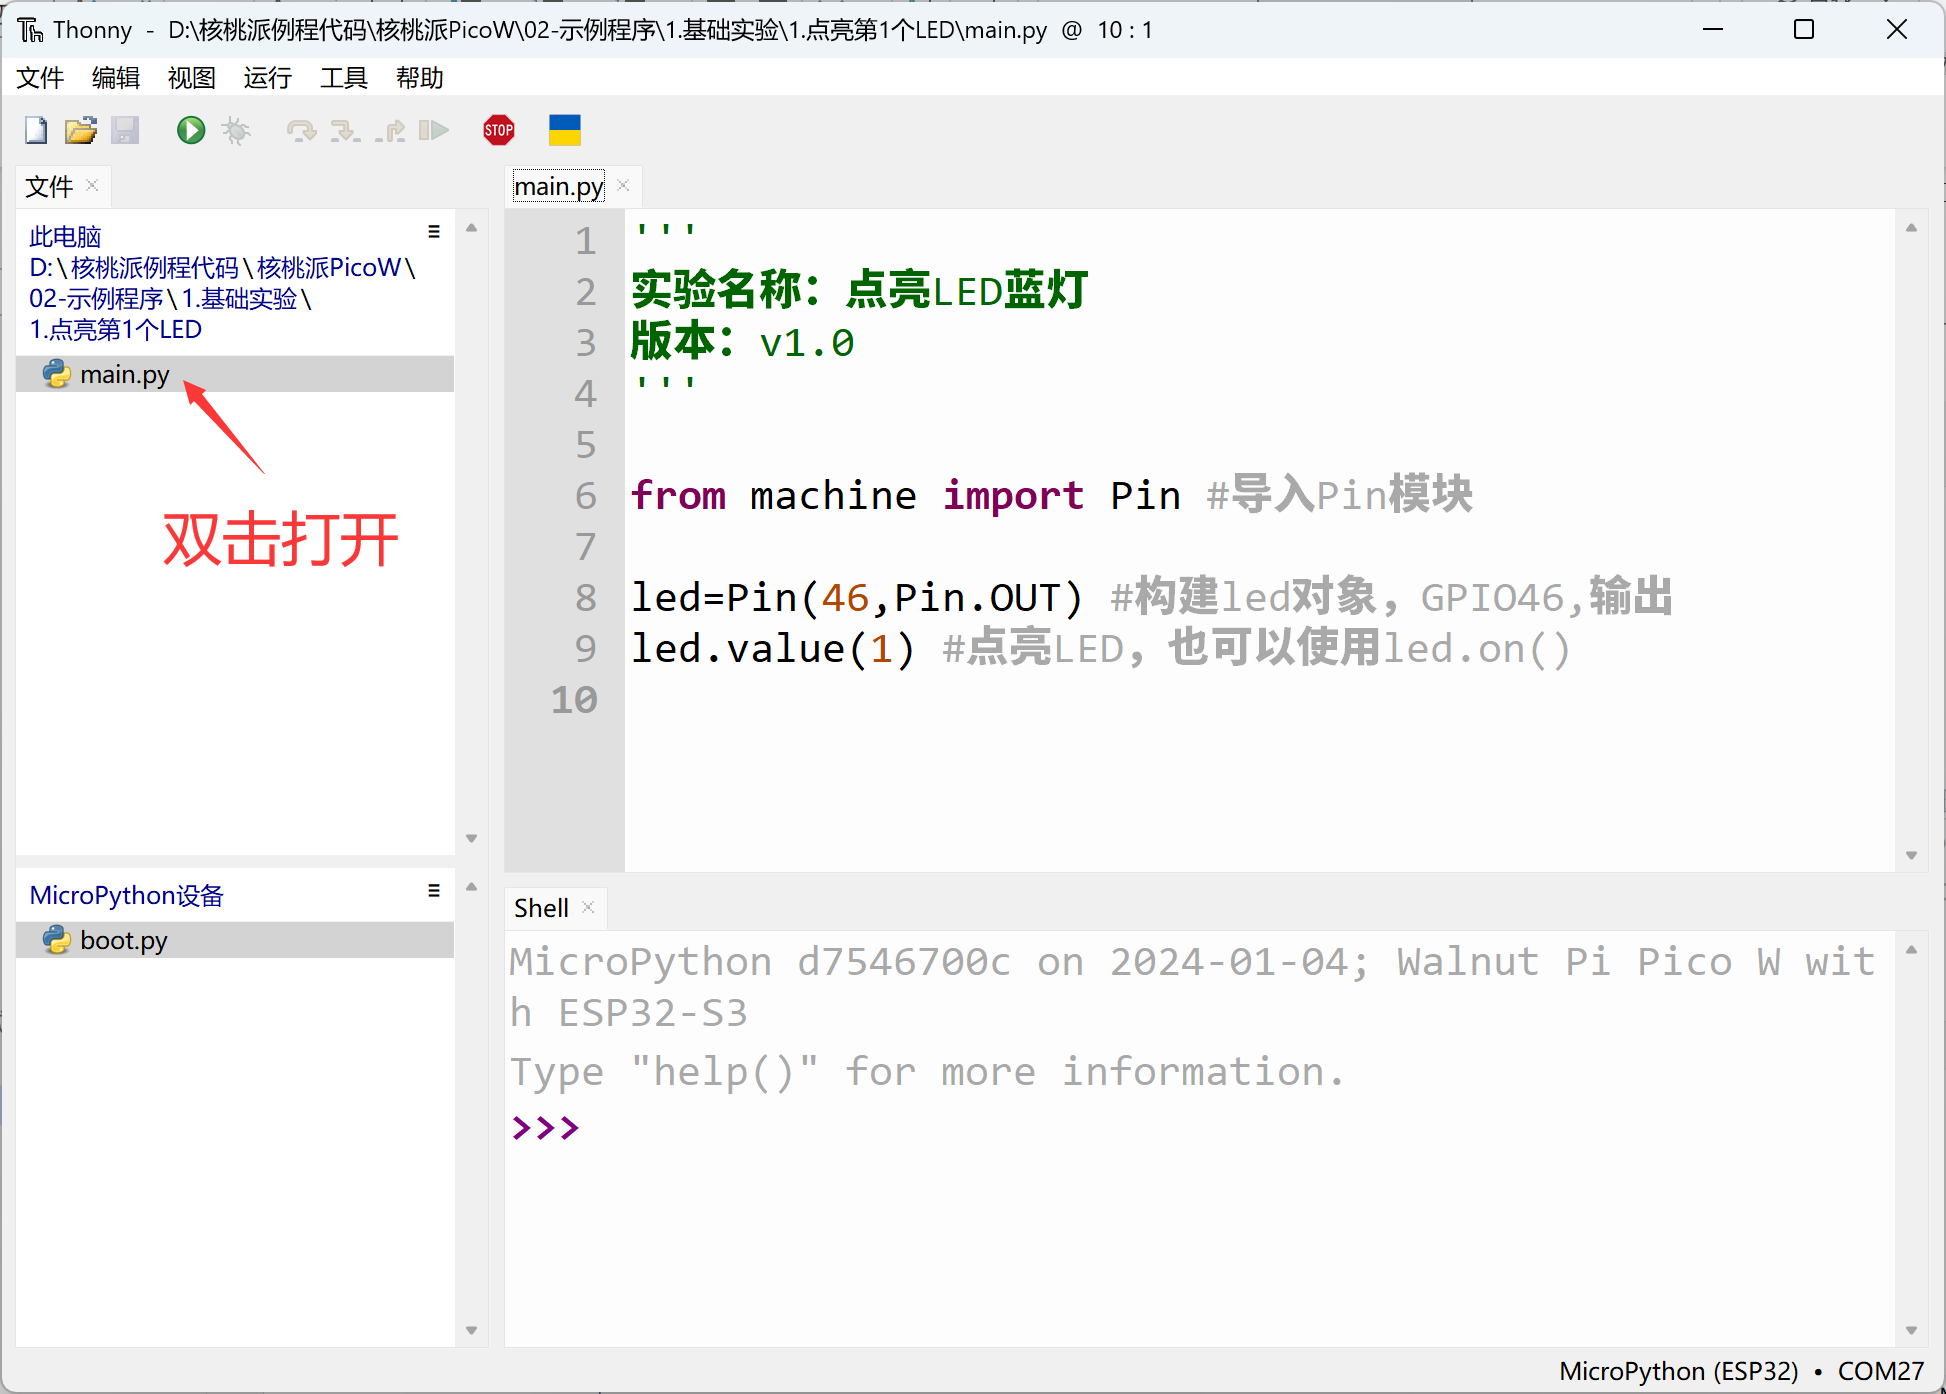 Thonny - D:\核桃派例程代码\核桃派PicoW\02-示例程序\1.基础实验\1.点亮第1个LED\main.py @ 10 : 1
文件 编辑 视图 运行 工具 帮助
STOP
文件
此电脑
D:\核桃派例程代码\核桃派PicoW\
02-示例程序\1.基础实验\
1.点亮第1个LED
main.py
双击打开
MicroPython设备
boot.py
main.py
1 '''
2 实验名称：点亮LED蓝灯
3 版本：v1.0
4 '''
5
6 from machine import Pin #导入Pin模块
7
8 led=Pin(46,Pin.OUT) #构建led对象，GPIO46,输出
9 led.value(1) #点亮LED，也可以使用led.on()
10
Shell
MicroPython d7546700c on 2024-01-04; Walnut Pi Pico W wit
h ESP32-S3
Type "help()" for more information.
>>>
MicroPython (ESP32) • COM27